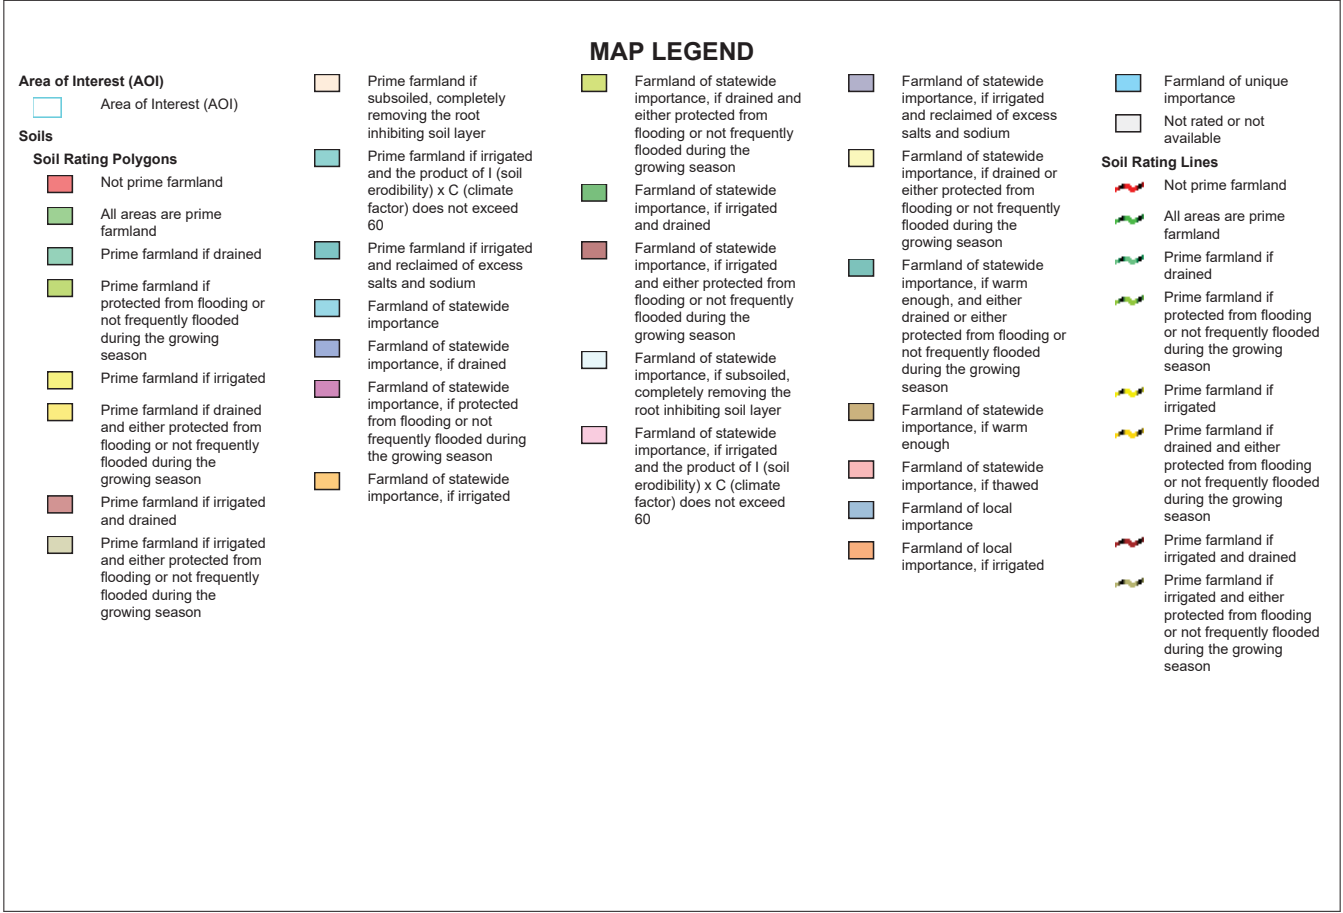 MAP LEGEND
Area of Interest (AOI)
Area of Interest (AOI)
Soils
Soil Rating Polygons
Not prime farmland
All areas are prime
farmland
Prime farmland if drained
Prime farmland if
protected from flooding or
not frequently flooded
during the growing
season
Prime farmland if irrigated
Prime farmland if drained
and either protected from
flooding or not frequently
flooded during the
growing season
Prime farmland if irrigated
and drained
Prime farmland if irrigated
and either protected from
flooding or not frequently
flooded during the
growing season
Prime farmland if
subsoiled, completely
removing the root
inhibiting soil layer
Prime farmland if irrigated
and the product of I (soil
erodibility) x C (climate
factor) does not exceed
60
Prime farmland if irrigated
and reclaimed of excess
salts and sodium
Farmland of statewide
importance
Farmland of statewide
importance, if drained
Farmland of statewide
importance, if protected
from flooding or not
frequently flooded during
the growing season
Farmland of statewide
importance, if irrigated
Farmland of statewide
importance, if drained and
either protected from
flooding or not frequently
flooded during the
growing season
Farmland of statewide
importance, if irrigated
and drained
Farmland of statewide
importance, if irrigated
and either protected from
flooding or not frequently
flooded during the
growing season
Farmland of statewide
importance, if subsoiled,
completely removing the
root inhibiting soil layer
Farmland of statewide
importance, if irrigated
and the product of I (soil
erodibility) x C (climate
factor) does not exceed
60
Farmland of statewide
importance, if irrigated
and reclaimed of excess
salts and sodium
Farmland of statewide
importance, if drained or
either protected from
flooding or not frequently
flooded during the
growing season
Farmland of statewide
importance, if warm
enough, and either
drained or either
protected from flooding or
not frequently flooded
during the growing
season
Farmland of statewide
importance, if warm
enough
Farmland of statewide
importance, if thawed
Farmland of local
importance
Farmland of local
importance, if irrigated
Farmland of unique
importance
Not rated or not
available
Soil Rating Lines
Not prime farmland
All areas are prime
farmland
Prime farmland if
drained
Prime farmland if
protected from flooding
or not frequently flooded
during the growing
season
Prime farmland if
irrigated
Prime farmland if
drained and either
protected from flooding
or not frequently flooded
during the growing
season
Prime farmland if
irrigated and drained
Prime farmland if
irrigated and either
protected from flooding
or not frequently flooded
during the growing
season